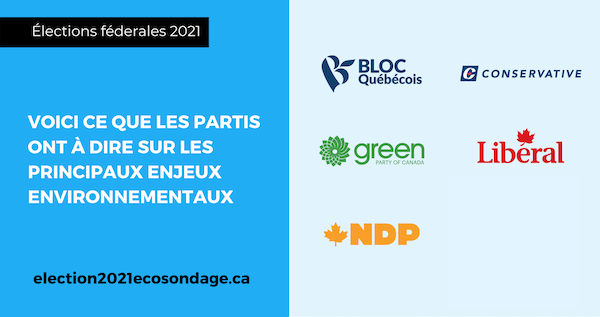 Élections féderales 2021
VOICI CE QUE LES PARTIS
ONT À DIRE SUR LES
PRINCIPAUX ENJEUX
ENVIRONNEMENTAUX
election2021ecosondage.ca
BLOC
Québécois
CONSERVATIVE
green
PARTY OF CANADA
Libéral
NDP